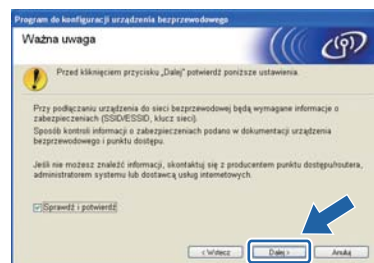 Program do konfiguracji urządzenia bezprzewodowego
Ważna uwaga
Przed kliknięciem przycisku „Dalej" potwierdź poniższe ustawienia.
Przy podłączaniu urządzenia do sieci bezprzewodowej będą wymagane informacje o
zabezpieczeniach (SSID/ESSID, klucz sieci).
Sposób kontroli informacji o zabezpieczeniach podano w dokumentacji urządzenia
bezprzewodowego i punktu dostępu.
Jeśli nie możesz znaleźć informacji, skontaktuj się z producentem punktu dostępu/routera,
administratorem systemu lub dostawcą usług internetowych.
Sprawdź i potwierdź
< Wstecz Dalej > Anuluj